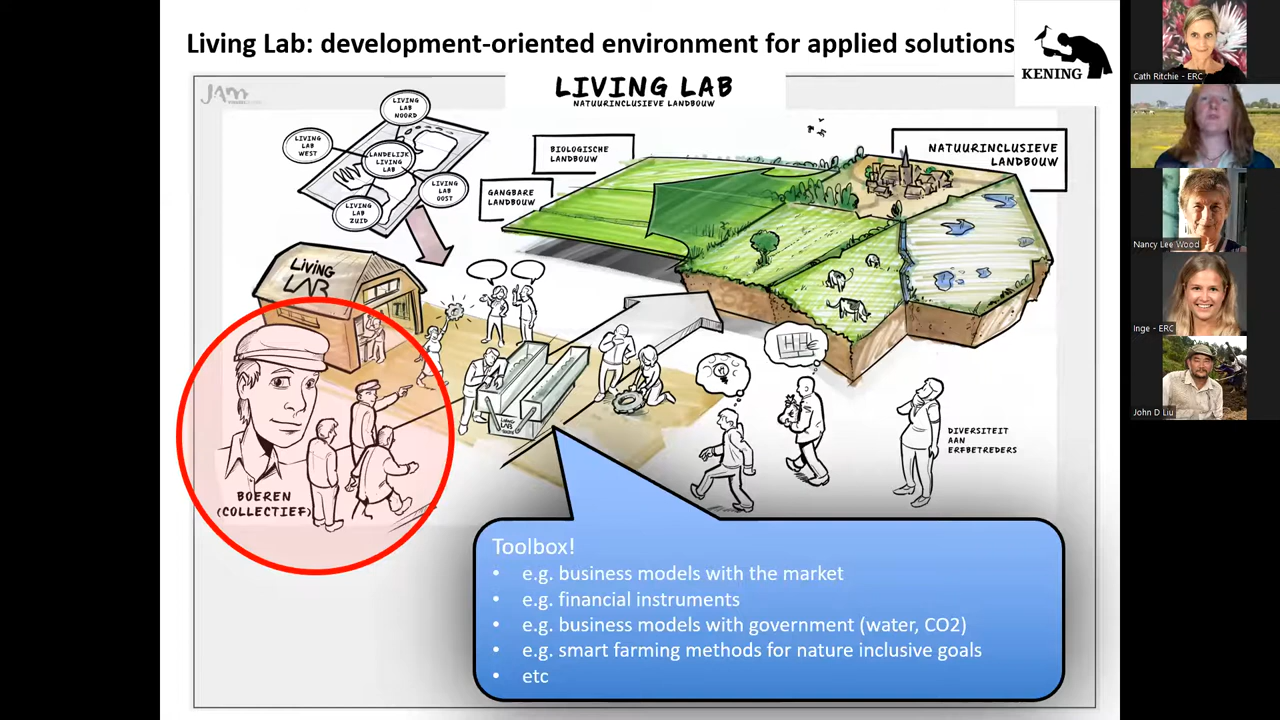 Living Lab: development-oriented environment for applied solutions
KENING
JAM
LIVING LAB
NATUURINCLUSIEVE LANDBOUW
LIVING
LAB
NOORD
LIVING
LAB
WEST
LANDELIJK
LIVING
LAB
LIVING
LAB
OOST
LIVING
LAB
ZUID
BIOLOGISCHE
LANDBOUW
GANGBARE
LANDBOUW
NATUURINCLUSIEVE
LANDBOUW
LiViNG
LAB
BOEREN
(COLLECTIEF)
DIVERSITEIT
AAN
ERFBETREDERS
Toolbox!
• e.g. business models with the market
• e.g. financial instruments
• e.g. business models with government (water, CO2)
• e.g. smart farming methods for nature inclusive goals
• etc
Cath Ritchie - ERC
Nancy Lee Wood
Inge - ERC
John D Liu